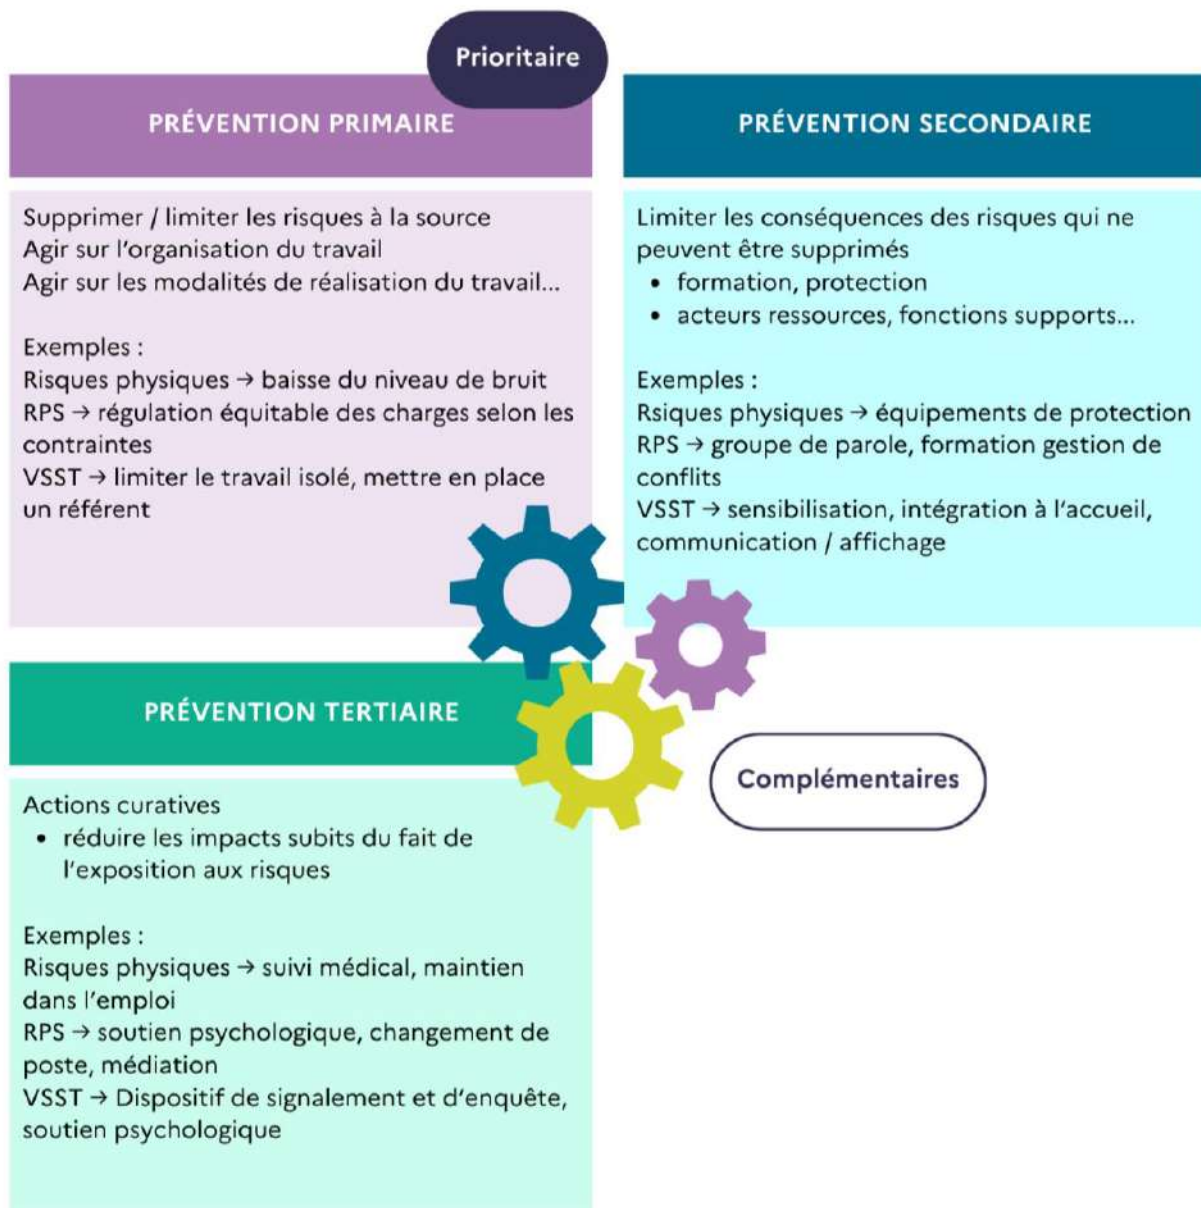 Prioritaire
PRÉVENTION PRIMAIRE
Supprimer / limiter les risques à la source
Agir sur l'organisation du travail
Agir sur les modalités de réalisation du travail...
Exemples :
Risques physiques → baisse du niveau de bruit
RPS → régulation équitable des charges selon les
contraintes
VSST → limiter le travail isolé, mettre en place
un référent
PRÉVENTION SECONDAIRE
Limiter les conséquences des risques qui ne
peuvent être supprimés
• formation, protection
• acteurs ressources, fonctions supports...
Exemples :
Rsiques physiques → équipements de protection
RPS → groupe de parole, formation gestion de
conflits
VSST → sensibilisation, intégration à l'accueil,
communication / affichage
PRÉVENTION TERTIAIRE
Actions curatives
• réduire les impacts subits du fait de
l'exposition aux risques
Exemples :
Risques physiques → suivi médical, maintien
dans l'emploi
RPS → soutien psychologique, changement de
poste, médiation
VSST → Dispositif de signalement et d'enquête,
soutien psychologique
Complémentaires